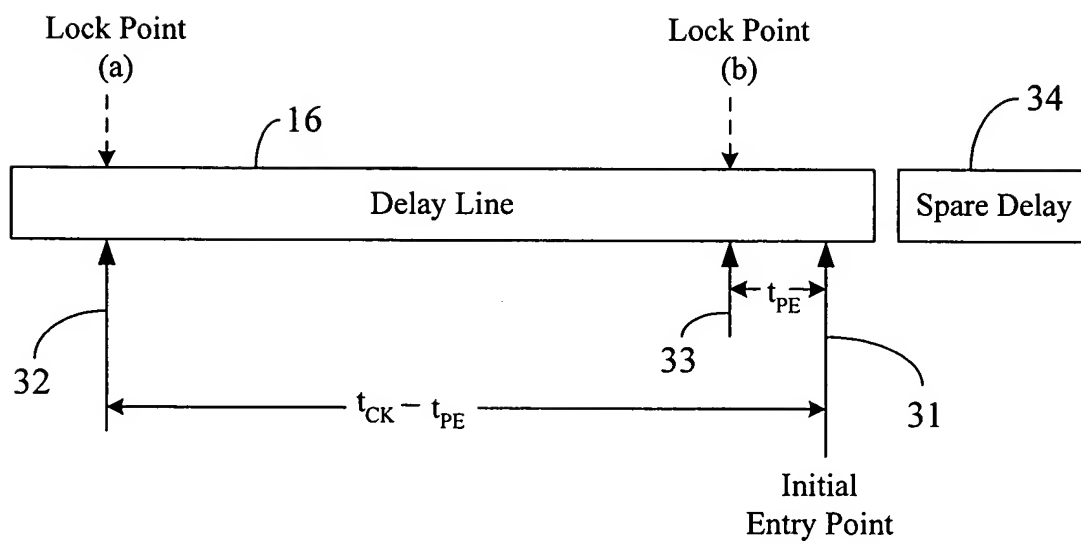 Lock Point
(a)
Lock Point
(b)
16
34
Delay Line
Spare Delay
t_PE
32
33
t_CK – t_PE
31
Initial
Entry Point